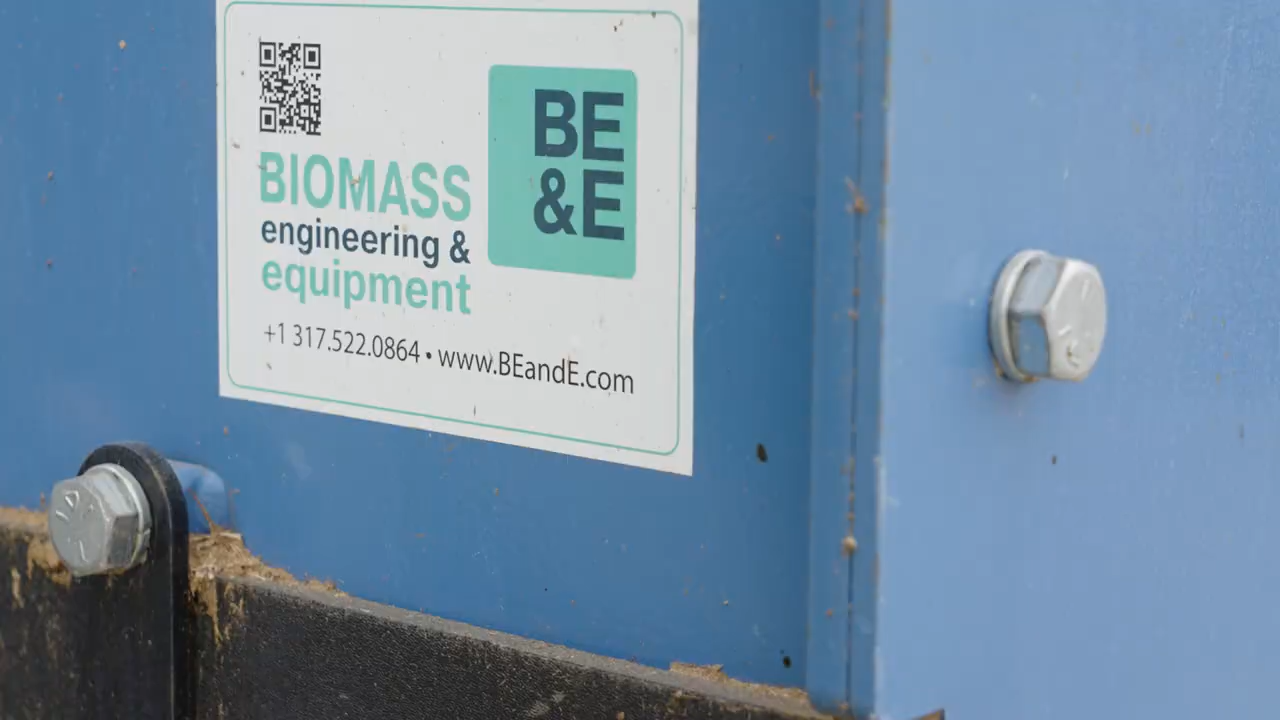 BIOMASS
engineering &
equipment
BE
&E
+1 317.522.0864 • www.BEandE.com